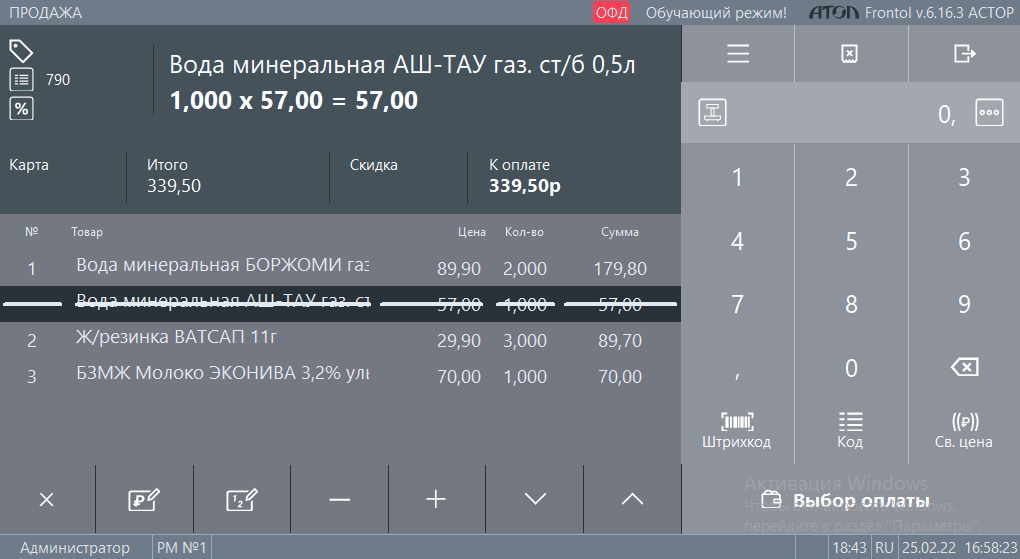 ПРОДАЖА
ОФД Обучающий режим! АТОЛ Frontol v.6.16.3 АСТОР
790
Вода минеральная АШ-ТАУ газ. ст/б 0,5л
1,000 x 57,00 = 57,00
Карта Итого Скидка К оплате
339,50 339,50р
№ Товар Цена Кол-во Сумма
1 Вода минеральная БОРЖОМИ газ 89,90 2,000 179,80
Вода минеральная АШ-ТАУ газ. ст 57,00 1,000 57,00
2 Ж/резинка ВАТСАП 11г 29,90 3,000 89,70
3 БЗМЖ Молоко ЭКОНИВА 3,2% уль 70,00 1,000 70,00
0,
1 2 3
4 5 6
7 8 9
, 0
Штрихкод Код Св. цена
Активация Windows
Выбор оплаты
Чтобы активировать Windows,
перейдите в раздел "Параметры".
Администратор РМ №1 18:43 RU 25.02.22 16:58:23